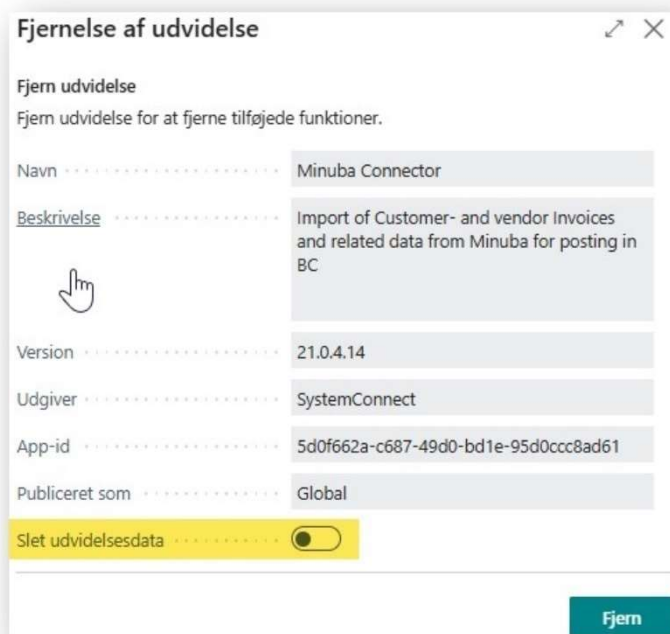 Fjernelse af udvidelse
Fjern udvidelse
Fjern udvidelse for at fjerne tilføjede funktioner.
Navn
Minuba Connector
Beskrivelse
Import of Customer- and vendor Invoices
and related data from Minuba for posting in
BC
Version
21.0.4.14
Udgiver
SystemConnect
App-id
5d0f662a-c687-49d0-bd1e-95d0ccc8ad61
Publiceret som
Global
Slet udvidelsesdata
Fjern